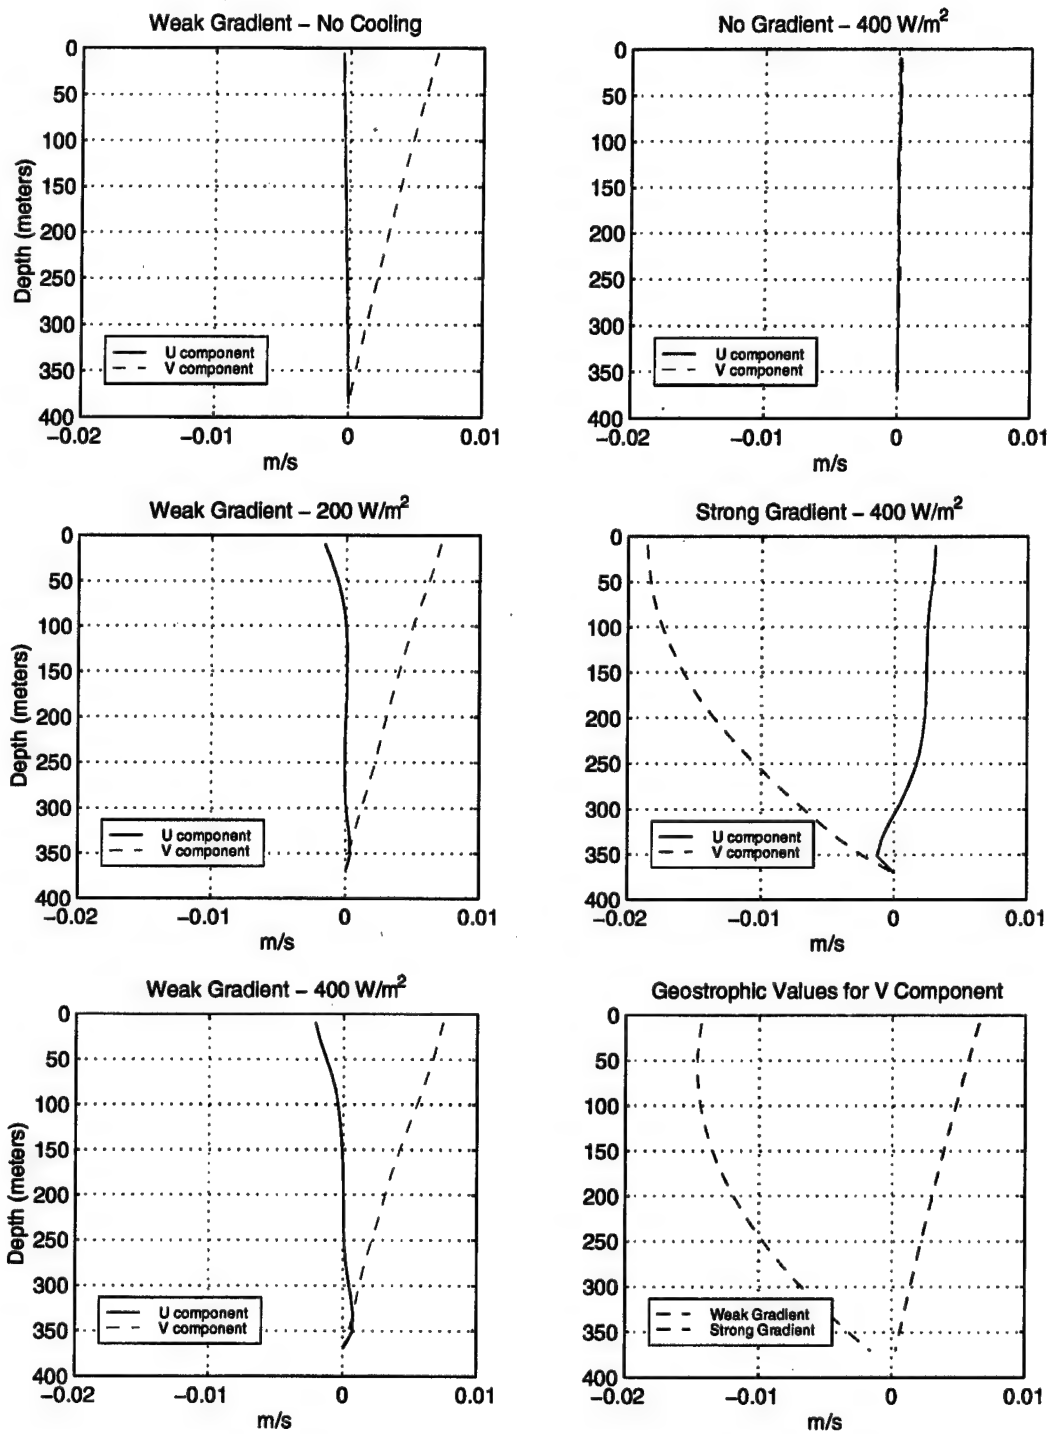 Weak Gradient – No Cooling
0
50
100
150
200
250
300
350
400
Depth (meters)
U component
V component
−0.02
−0.01
0
0.01
m/s
No Gradient – 400 W/m²
0
50
100
150
200
250
300
350
400
U component
V component
−0.02
−0.01
0
0.01
m/s
Weak Gradient – 200 W/m²
0
50
100
150
200
250
300
350
400
Depth (meters)
U component
V component
−0.02
−0.01
0
0.01
m/s
Strong Gradient – 400 W/m²
0
50
100
150
200
250
300
350
400
U component
V component
−0.02
−0.01
0
0.01
m/s
Weak Gradient – 400 W/m²
0
50
100
150
200
250
300
350
400
Depth (meters)
U component
V component
−0.02
−0.01
0
0.01
m/s
Geostrophic Values for V Component
0
50
100
150
200
250
300
350
400
Weak Gradient
Strong Gradient
−0.02
−0.01
0
0.01
m/s